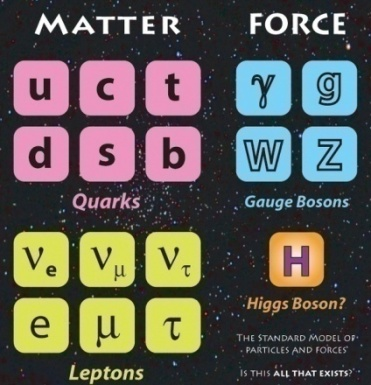 MATTER
FORCE
u c t
d s b
Quarks
γ g
W Z
Gauge Bosons
νe νμ ντ
e μ τ
Leptons
H
Higgs Boson?
THE STANDARD MODEL OF
PARTICLES AND FORCES
IS THIS ALL THAT EXISTS?